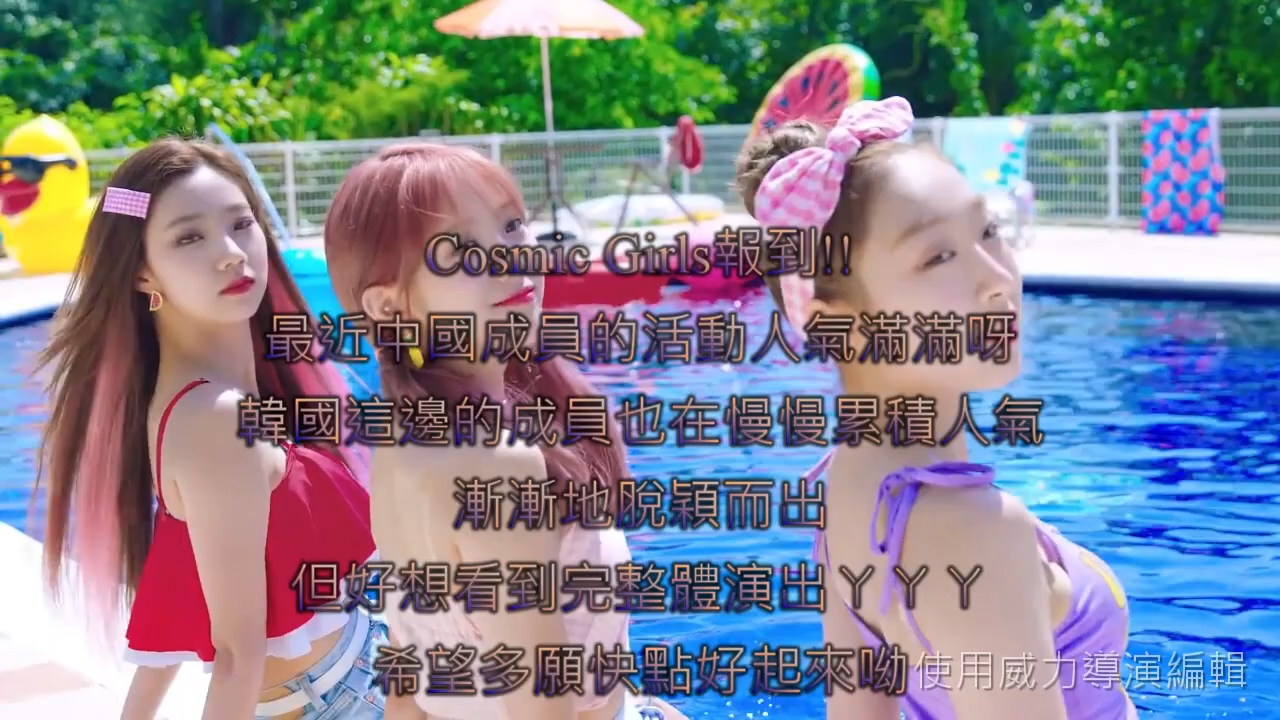 Cosmic Girls報到!!
最近中國成員的活動人氣滿滿呀
韓國這邊的成員也在慢慢累積人氣
漸漸地脫穎而出
但好想看到完整體演出ㄚㄚㄚ
希望多願快點好起來呦
使用威力導演編輯